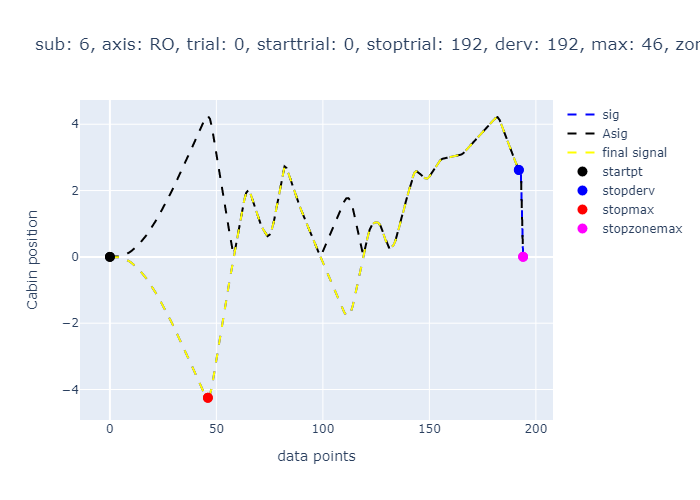 sub: 6, axis: RO, trial: 0, starttrial: 0, stoptrial: 192, derv: 192, max: 46, zor
4
2
0
−2
−4
Cabin position
0
50
100
150
200
data points
sig
Asig
final signal
startpt
stopderv
stopmax
stopzonemax